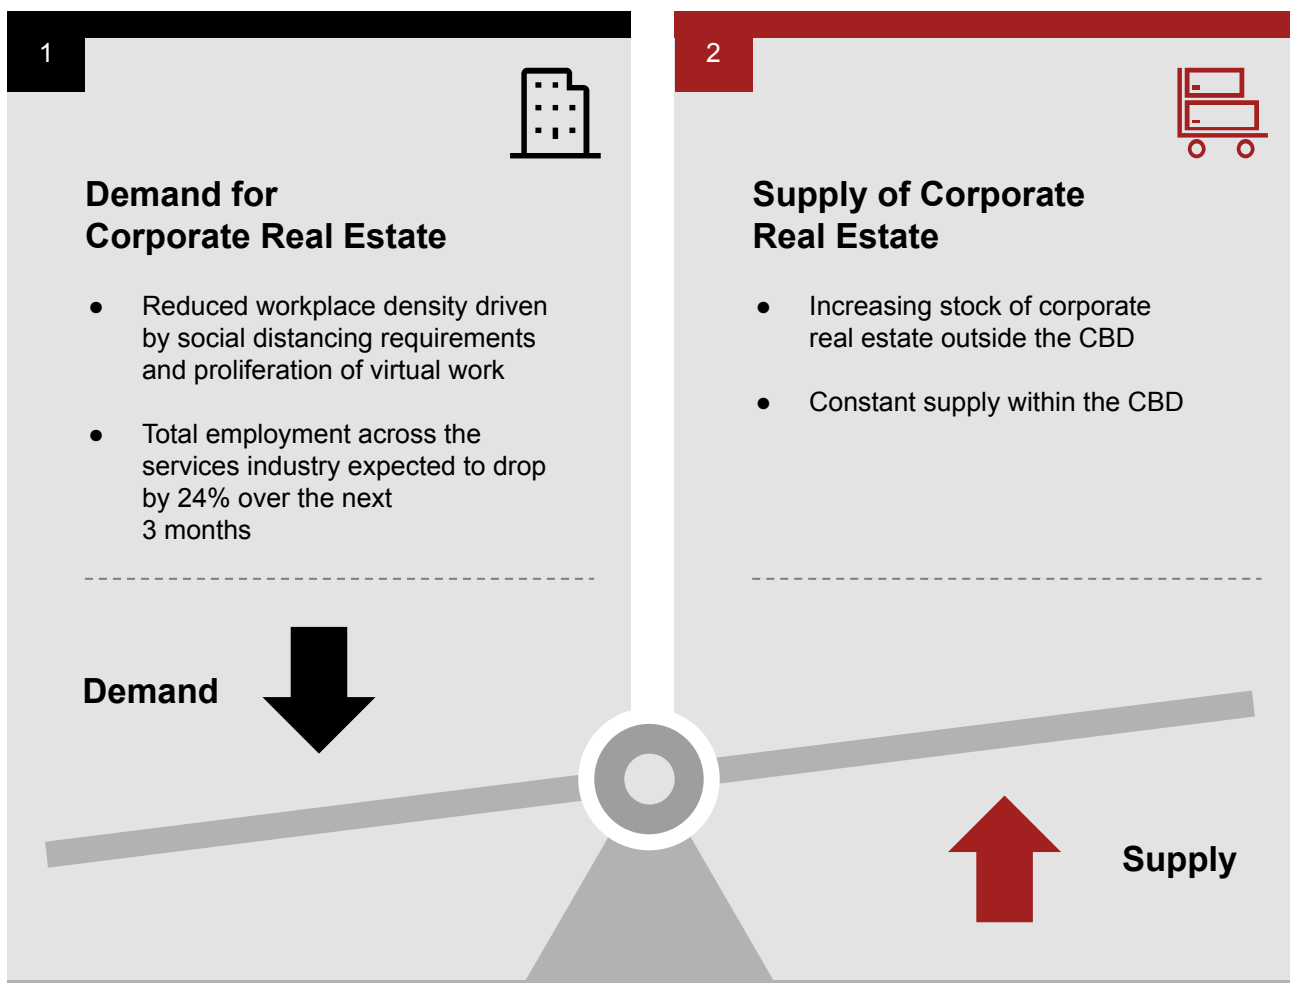 1
Demand for
Corporate Real Estate
● Reduced workplace density driven
by social distancing requirements
and proliferation of virtual work
● Total employment across the
services industry expected to drop
by 24% over the next
3 months
Demand
2
Supply of Corporate
Real Estate
● Increasing stock of corporate
real estate outside the CBD
● Constant supply within the CBD
Supply